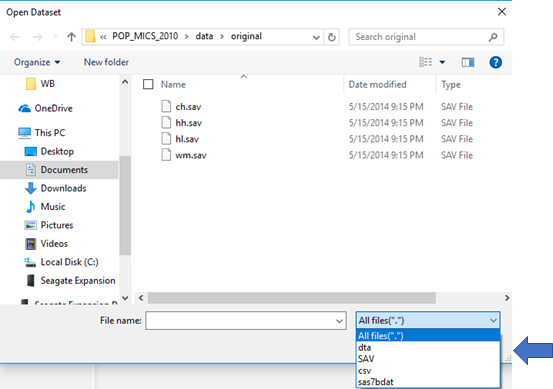 Open Dataset
« POP_MICS_2010 > data > original
Search original
Organize
New folder
WB
OneDrive
This PC
Desktop
Documents
Downloads
Music
Pictures
Videos
Local Disk (C:)
Seagate Expansion
Seagate Expansion D
Name Date modified Type
ch.sav 5/15/2014 9:15 PM SAV File
hh.sav 5/15/2014 9:15 PM SAV File
hl.sav 5/15/2014 9:15 PM SAV File
wm.sav 5/15/2014 9:15 PM SAV File
File name:
All files("*.*")
All files("*.*")
dta
SAV
csv
sas7bdat